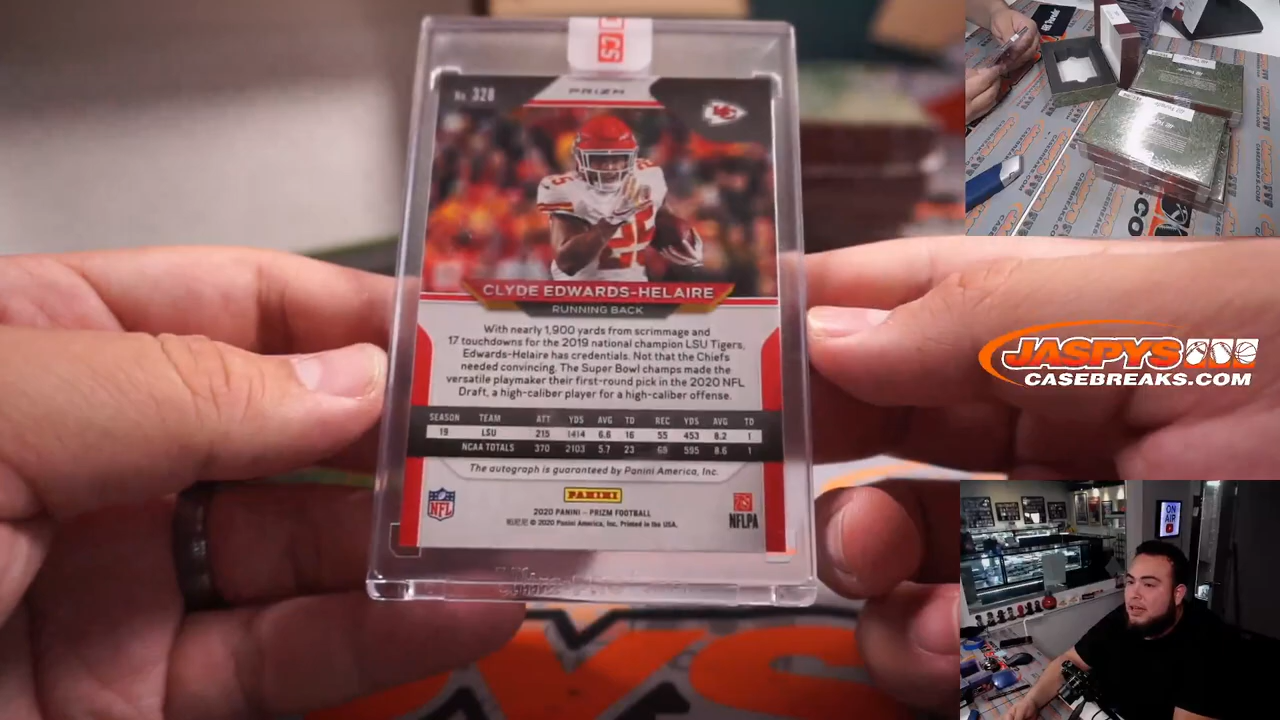 No. 328
PRIZM
KC
25
CLYDE EDWARDS-HELAIRE
RUNNING BACK
With nearly 1,900 yards from scrimmage and
17 touchdowns for the 2019 national champion LSU Tigers,
Edwards-Helaire has credentials. Not that the Chiefs
needed convincing. The Super Bowl champs made the
versatile playmaker their first-round pick in the 2020 NFL
Draft, a high-caliber player for a high-caliber offense.
SEASON TEAM ATT YDS AVG TD REC YDS AVG TD
19 LSU 215 1414 6.6 16 55 453 8.2 1
NCAA TOTALS 370 2103 5.7 23 69 595 8.6 1
The autograph is guaranteed by Panini America, Inc.
NFL
PANINI
NFLPA
2020 PANINI – PRIZM FOOTBALL
© 2020 Panini America, Inc. Printed in the USA.
JASPYS
CASEBREAKS.COM
ON
AIR